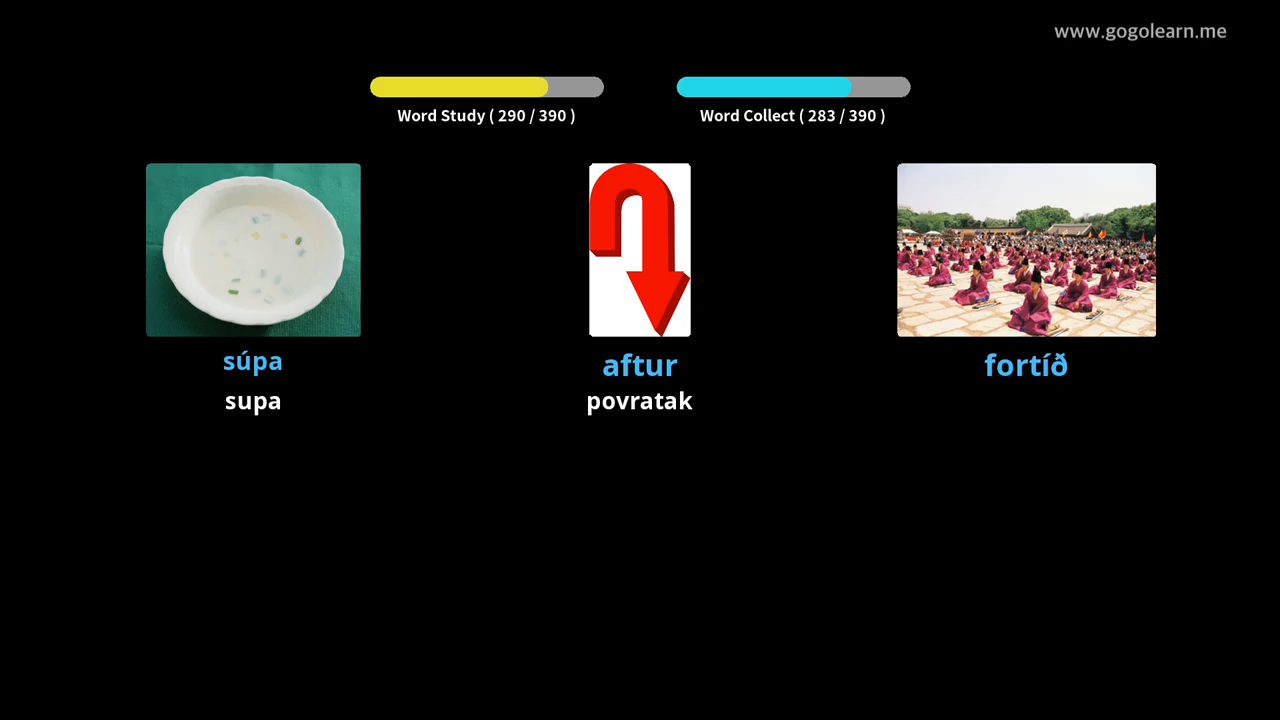 www.gogolearn.me
Word Study ( 290 / 390 )
Word Collect ( 283 / 390 )
súpa
aftur
fortíð
supa
povratak